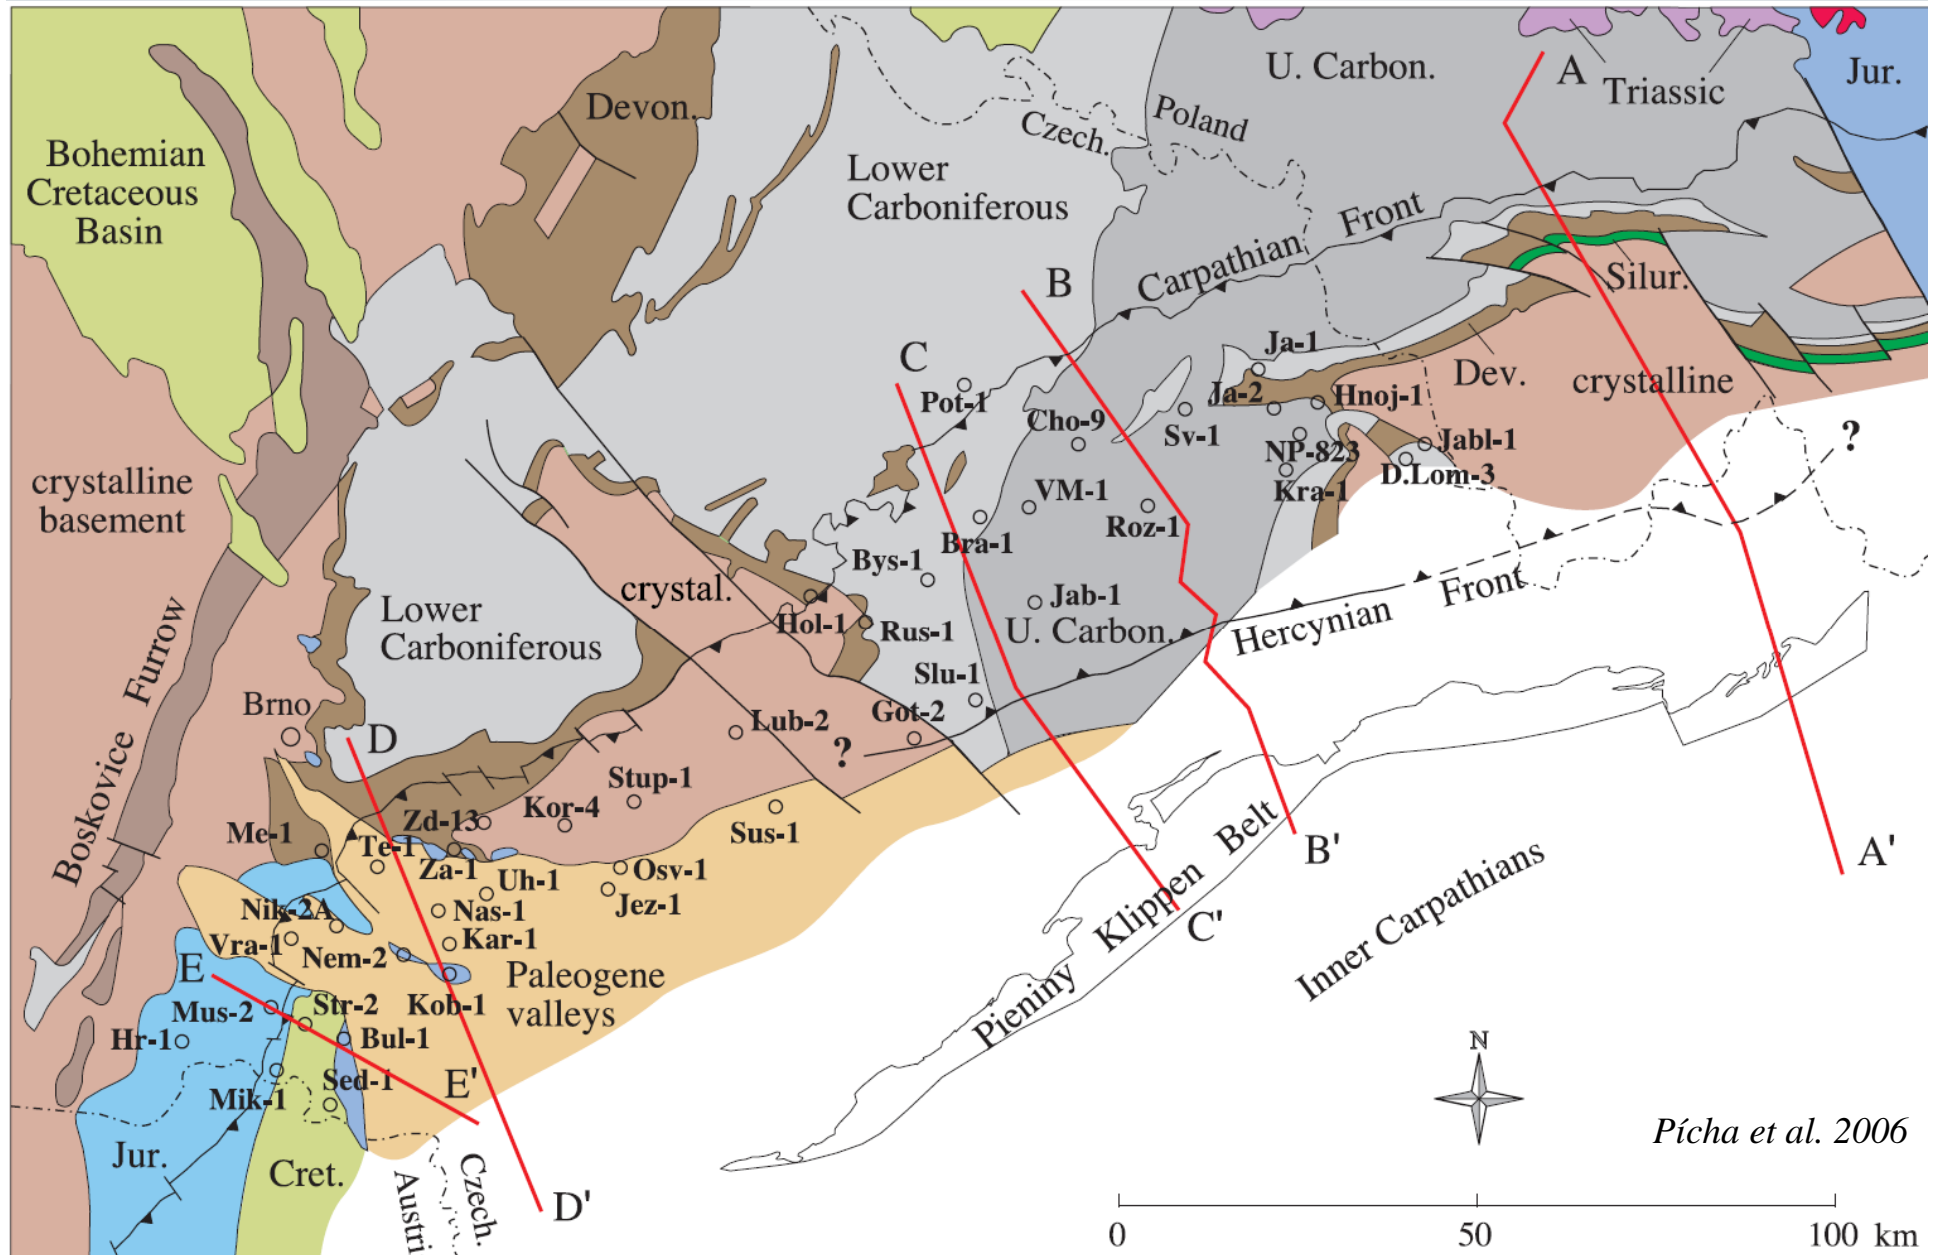 U. Carbon.
A
Triassic
Jur.
Devon.
Poland
Czech.
Bohemian
Cretaceous
Basin
Lower
Carboniferous
Carpathian Front
Silur.
B
C
Ja-1
Dev.
crystalline
Pot-1
Cho-9
Ja-2
Hnoj-1
Sv-1
NP-823
Jabl-1
?
D.Lom-3
Kra-1
crystalline
basement
VM-1
Roz-1
Bra-1
Bys-1
crystal.
Jab-1
U. Carbon.
Hercynian Front
Lower
Carboniferous
Hol-1
Rus-1
Slu-1
Got-2
Boskovice Furrow
Brno
D
Lub-2
?
Stup-1
Kor-4
Zd-13
Sus-1
Me-1
Te-1
Za-1
Uh-1
Osv-1
Jez-1
Nik-2A
Nas-1
Vra-1
Nem-2
Kar-1
B'
A'
C'
Pieniny Klippen Belt
Inner Carpathians
E
Paleogene
valleys
Mus-2
Str-2
Kob-1
Hr-1
Bul-1
Sed-1
E'
Mik-1
Jur.
Cret.
Czech.
Austri
D'
N
Pícha et al. 2006
0 50 100 km